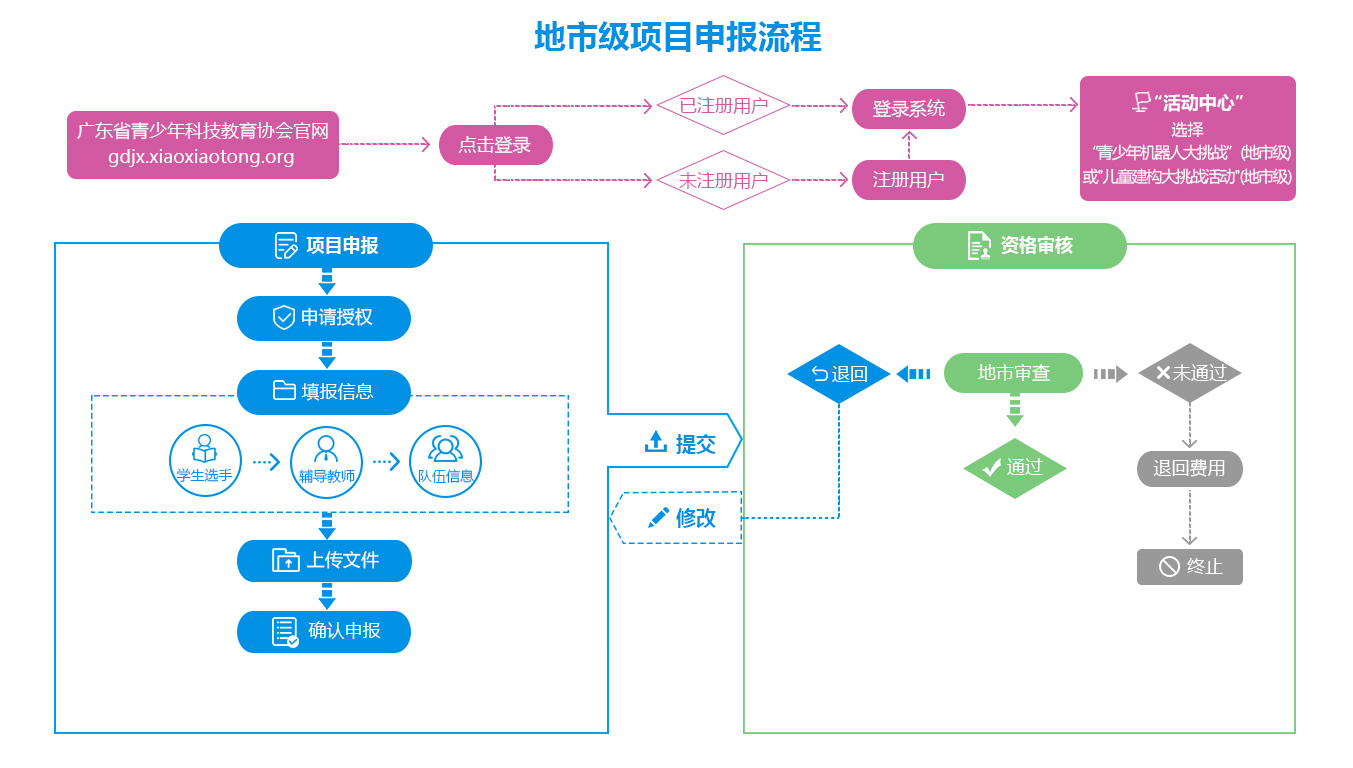 地市级项目申报流程
广东省青少年科技教育协会官网
gdjx.xiaoxiaotong.org
点击登录
已注册用户
未注册用户
登录系统
注册用户
“活动中心”
选择
“青少年机器人大挑战”(地市级)
或"儿童建构大挑战活动"(地市级)
项目申报
申请授权
填报信息
学生选手
辅导教师
队伍信息
上传文件
确认申报
提交
修改
资格审核
退回
地市审查
未通过
通过
退回费用
终止